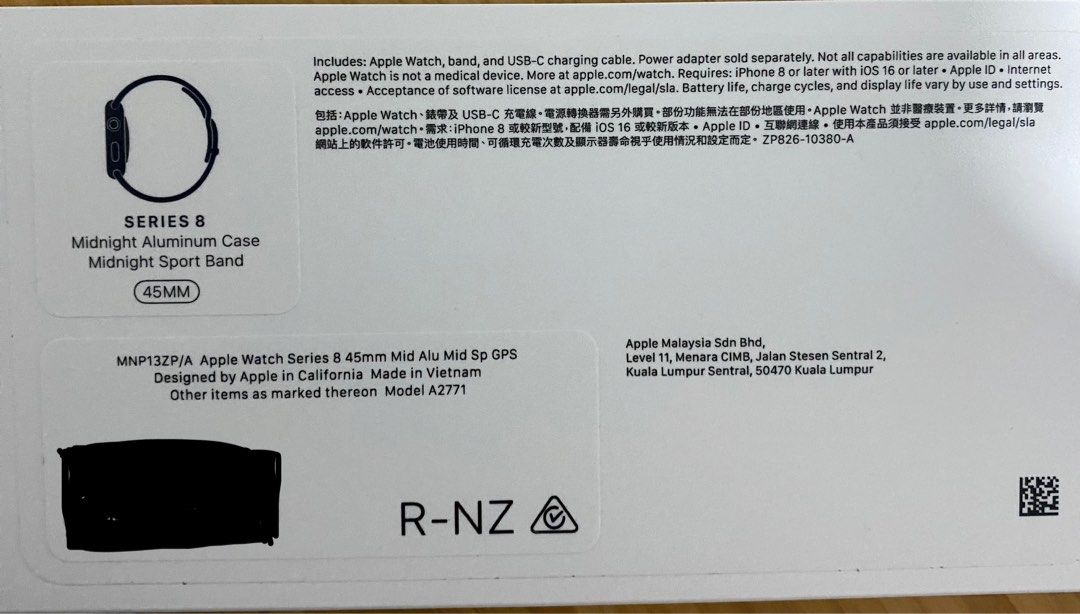 Includes: Apple Watch, band, and USB-C charging cable. Power adapter sold separately. Not all capabilities are available in all areas.
Apple Watch is not a medical device. More at apple.com/watch. Requires: iPhone 8 or later with iOS 16 or later • Apple ID • Internet
access • Acceptance of software license at apple.com/legal/sla. Battery life, charge cycles, and display life vary by use and settings.
包括：Apple Watch、錶帶及 USB-C 充電線。電源轉換器需另外購買。部份功能無法在部份地區使用。Apple Watch 並非醫療裝置。更多詳情，請瀏覽
apple.com/watch。需求：iPhone 8 或較新型號，配備 iOS 16 或較新版本 • Apple ID • 互聯網連線 • 使用本產品須接受 apple.com/legal/sla
網站上的軟件許可。電池使用時間、可循環充電次數及顯示器壽命視乎使用情況和設定而定。 ZP826-10380-A
SERIES 8
Midnight Aluminum Case
Midnight Sport Band
45MM
MNP13ZP/A Apple Watch Series 8 45mm Mid Alu Mid Sp GPS
Designed by Apple in California Made in Vietnam
Other items as marked thereon Model A2771
R-NZ
Apple Malaysia Sdn Bhd,
Level 11, Menara CIMB, Jalan Stesen Sentral 2,
Kuala Lumpur Sentral, 50470 Kuala Lumpur